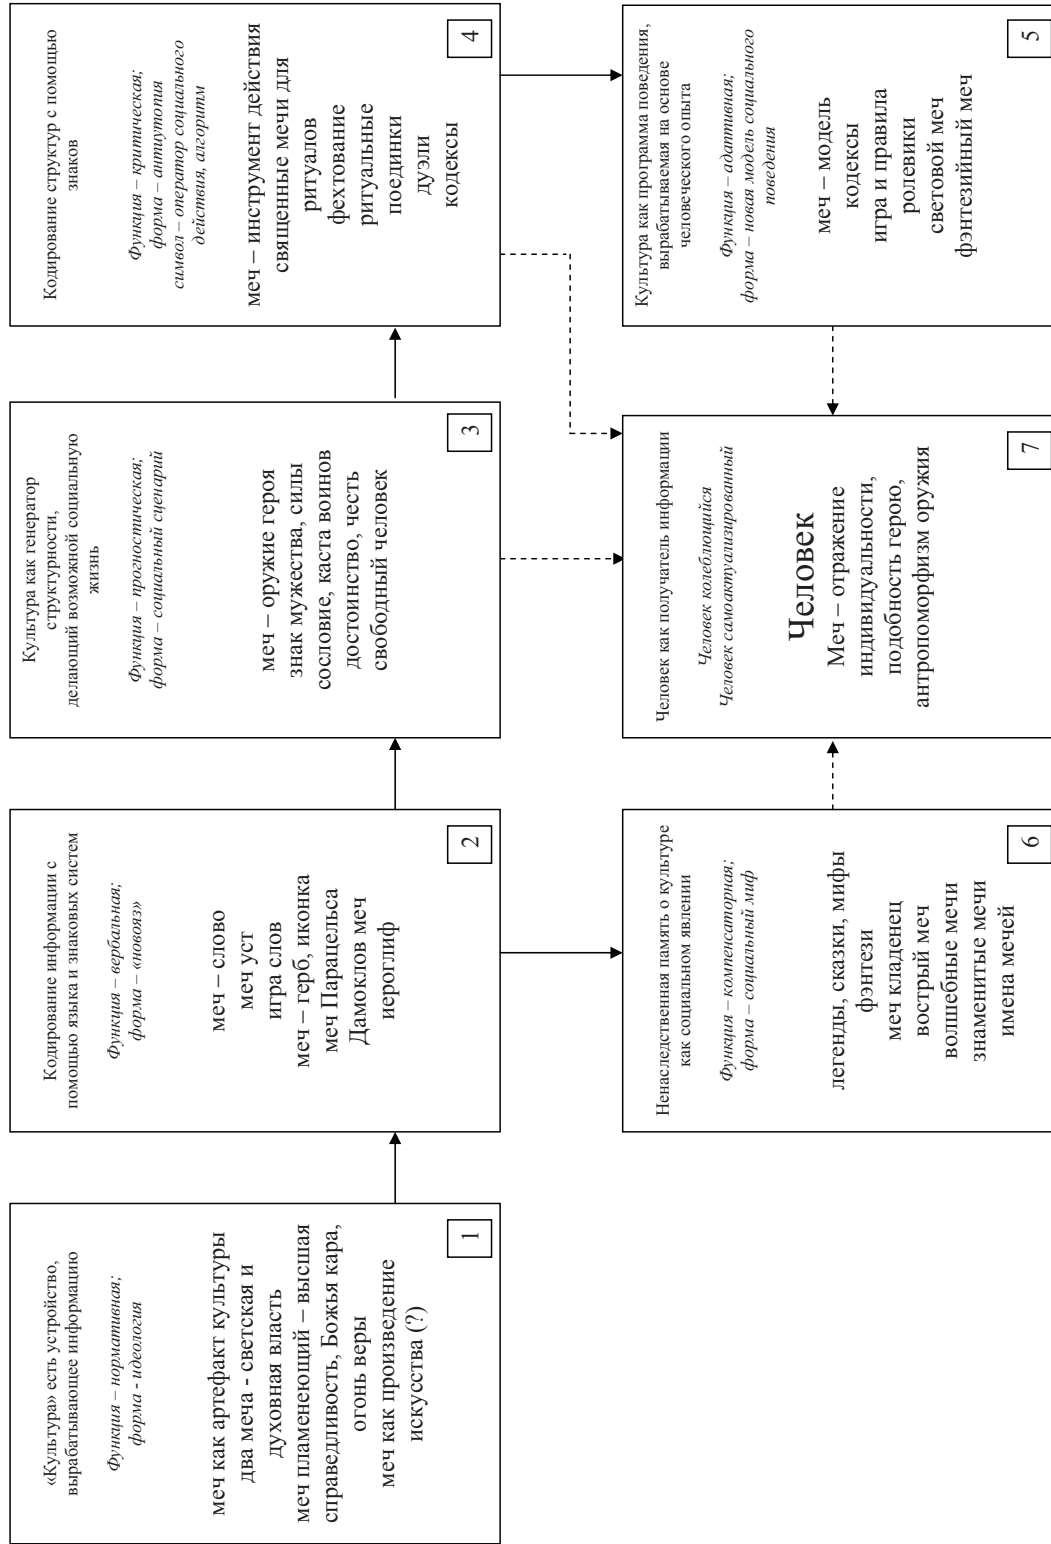 «Культура» есть устройство,
вырабатывающее информацию
Функция – нормативная;
форма - идеология
меч как артефакт культуры
два меча - светская и
духовная власть
меч пламенеющий – высшая
справедливость, Божья кара,
огонь веры
меч как произведение
искусства (?)
1
Кодирование информации с
помощью языка и знаковых систем
Функция – вербальная;
форма – «новояз»
меч – слово
меч уст
игра слов
меч – герб, иконка
меч Парацельса
Дамоклов меч
иероглиф
2
Культура как генератор
структурности,
делающий возможной социальную
жизнь
Функция – прогностическая;
форма – социальный сценарий
меч – оружие героя
знак мужества, силы
сословие, каста воинов
достоинство, честь
свободный человек
3
Кодирование структур с помощью
знаков
Функция – критическая;
форма – антиутопия
символ – оператор социального
действия, алгоритм
меч – инструмент действия
священные мечи для
ритуалов
фехтование
ритуальные
поединки
дуэли
кодексы
4
Ненаследственная память о культуре
как социальном явлении
Функция – компенсаторная;
форма – социальный миф
легенды, сказки, мифы
фэнтези
меч кладенец
вострый меч
волшебные мечи
знаменитые мечи
имена мечей
6
Человек как получатель информации
Человек колеблющийся
Человек самоактуализированный
Человек
Меч – отражение
индивидуальности,
подобность герою,
антропоморфизм оружия
7
Культура как программа поведения,
вырабатываемая на основе
человеческого опыта
Функция – адативная;
форма – новая модель социального
поведения
меч – модель
кодексы
игра и правила
ролевики
световой меч
фэнтезийный меч
5